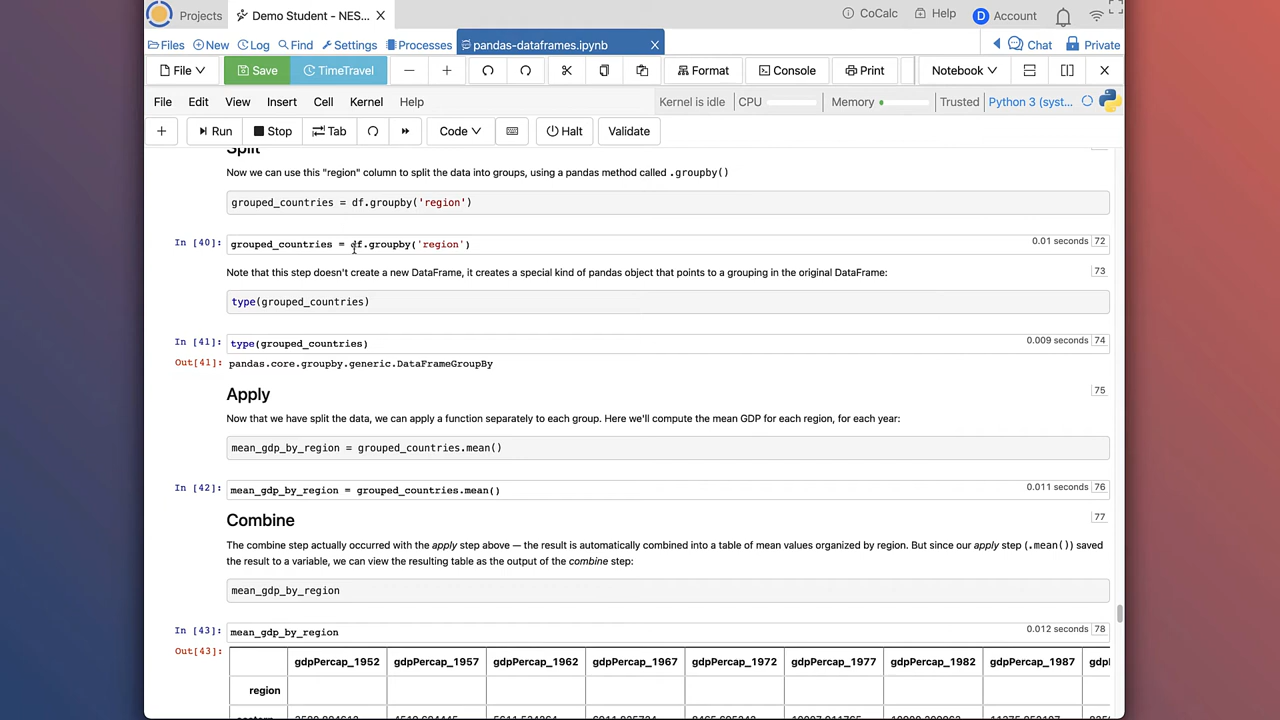 Projects
Demo Student - NES...
CoCalc
Help
D Account
Files
New
Log
Find
Settings
Processes
pandas-dataframes.ipynb
Chat
Private
File
Save
TimeTravel
Format
Console
Print
Notebook
File Edit View Insert Cell Kernel Help
Kernel is idle
CPU
Memory
Trusted
Python 3 (syst...
Run
Stop
Tab
Code
Halt
Validate
Split
Now we can use this "region" column to split the data into groups, using a pandas method called .groupby()
grouped_countries = df.groupby('region')
In [40]: grouped_countries = df.groupby('region') 0.01 seconds 72
Note that this step doesn't create a new DataFrame, it creates a special kind of pandas object that points to a grouping in the original DataFrame: 73
type(grouped_countries)
In [41]: type(grouped_countries) 0.009 seconds 74
Out[41]: pandas.core.groupby.generic.DataFrameGroupBy
Apply 75
Now that we have split the data, we can apply a function separately to each group. Here we'll compute the mean GDP for each region, for each year:
mean_gdp_by_region = grouped_countries.mean()
In [42]: mean_gdp_by_region = grouped_countries.mean() 0.011 seconds 76
Combine 77
The combine step actually occurred with the apply step above — the result is automatically combined into a table of mean values organized by region. But since our apply step (.mean()) saved
the result to a variable, we can view the resulting table as the output of the combine step:
mean_gdp_by_region
In [43]: mean_gdp_by_region 0.012 seconds 78
Out[43]: gdpPercap_1952 gdpPercap_1957 gdpPercap_1962 gdpPercap_1967 gdpPercap_1972 gdpPercap_1977 gdpPercap_1982 gdpPercap_1987
region